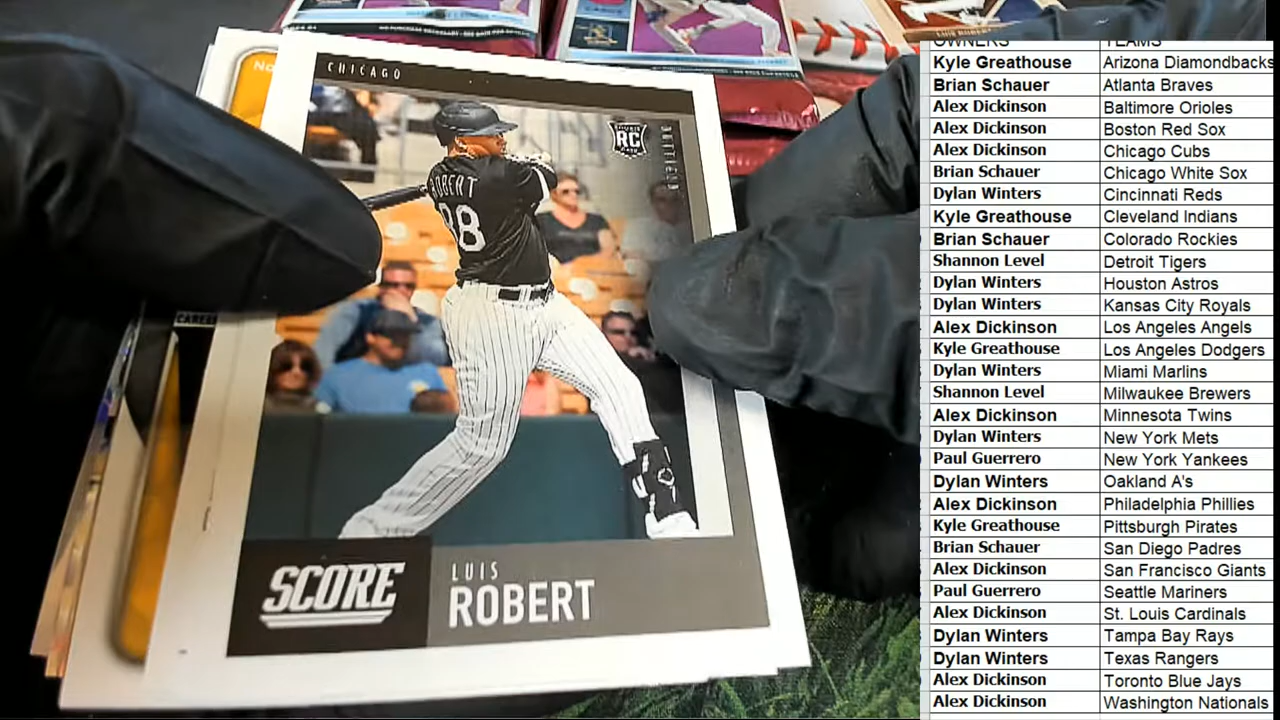 CHICAGO
ROOKIE
RC
CARD
OUTFIELD
ROBERT
88
SCORE
LUIS
ROBERT
No
CAREE
OWNERS TEAMS
Kyle Greathouse Arizona Diamondbacks
Brian Schauer Atlanta Braves
Alex Dickinson Baltimore Orioles
Alex Dickinson Boston Red Sox
Alex Dickinson Chicago Cubs
Brian Schauer Chicago White Sox
Dylan Winters Cincinnati Reds
Kyle Greathouse Cleveland Indians
Brian Schauer Colorado Rockies
Shannon Level Detroit Tigers
Dylan Winters Houston Astros
Dylan Winters Kansas City Royals
Alex Dickinson Los Angeles Angels
Kyle Greathouse Los Angeles Dodgers
Dylan Winters Miami Marlins
Shannon Level Milwaukee Brewers
Alex Dickinson Minnesota Twins
Dylan Winters New York Mets
Paul Guerrero New York Yankees
Dylan Winters Oakland A's
Alex Dickinson Philadelphia Phillies
Kyle Greathouse Pittsburgh Pirates
Brian Schauer San Diego Padres
Alex Dickinson San Francisco Giants
Paul Guerrero Seattle Mariners
Alex Dickinson St. Louis Cardinals
Dylan Winters Tampa Bay Rays
Dylan Winters Texas Rangers
Alex Dickinson Toronto Blue Jays
Alex Dickinson Washington Nationals